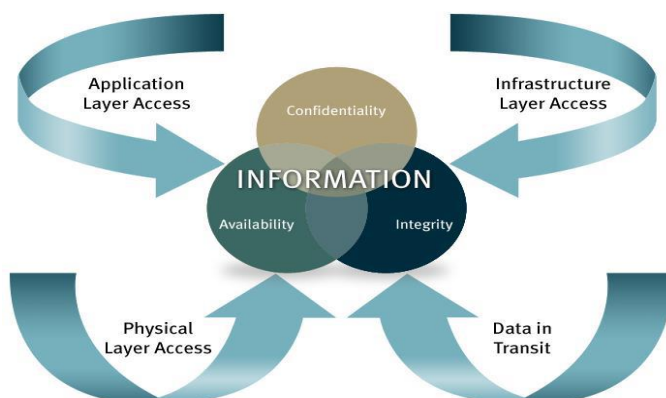 Application
Layer Access
Infrastructure
Layer Access
Confidentiality
INFORMATION
Availability
Integrity
Physical
Layer Access
Data in
Transit